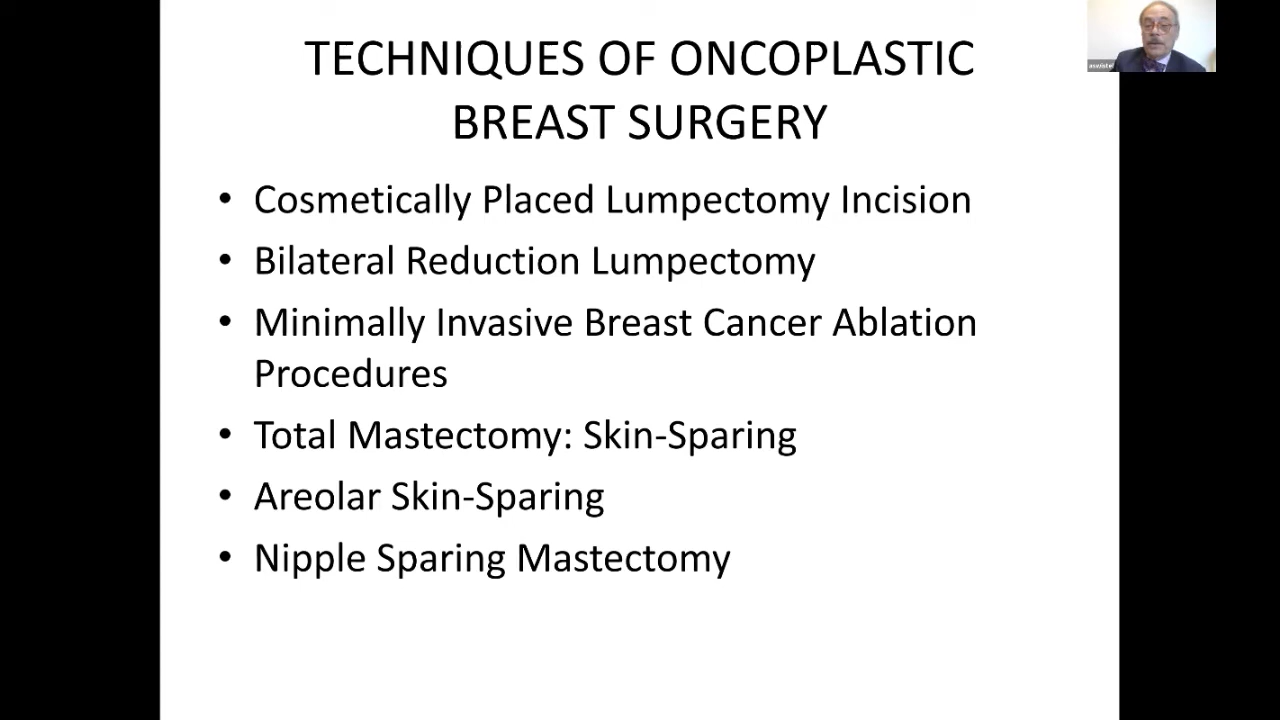 TECHNIQUES OF ONCOPLASTIC
BREAST SURGERY
• Cosmetically Placed Lumpectomy Incision
• Bilateral Reduction Lumpectomy
• Minimally Invasive Breast Cancer Ablation
Procedures
• Total Mastectomy: Skin-Sparing
• Areolar Skin-Sparing
• Nipple Sparing Mastectomy